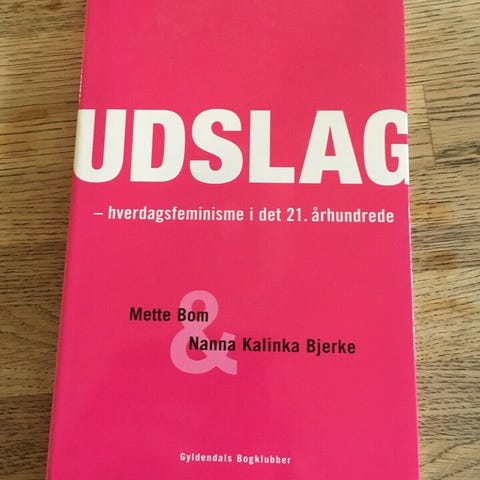 UDSLAG
– hverdagsfeminisme i det 21. århundrede
Mette Bom
&
Nanna Kalinka Bjerke
Gyldendals Bogklubber